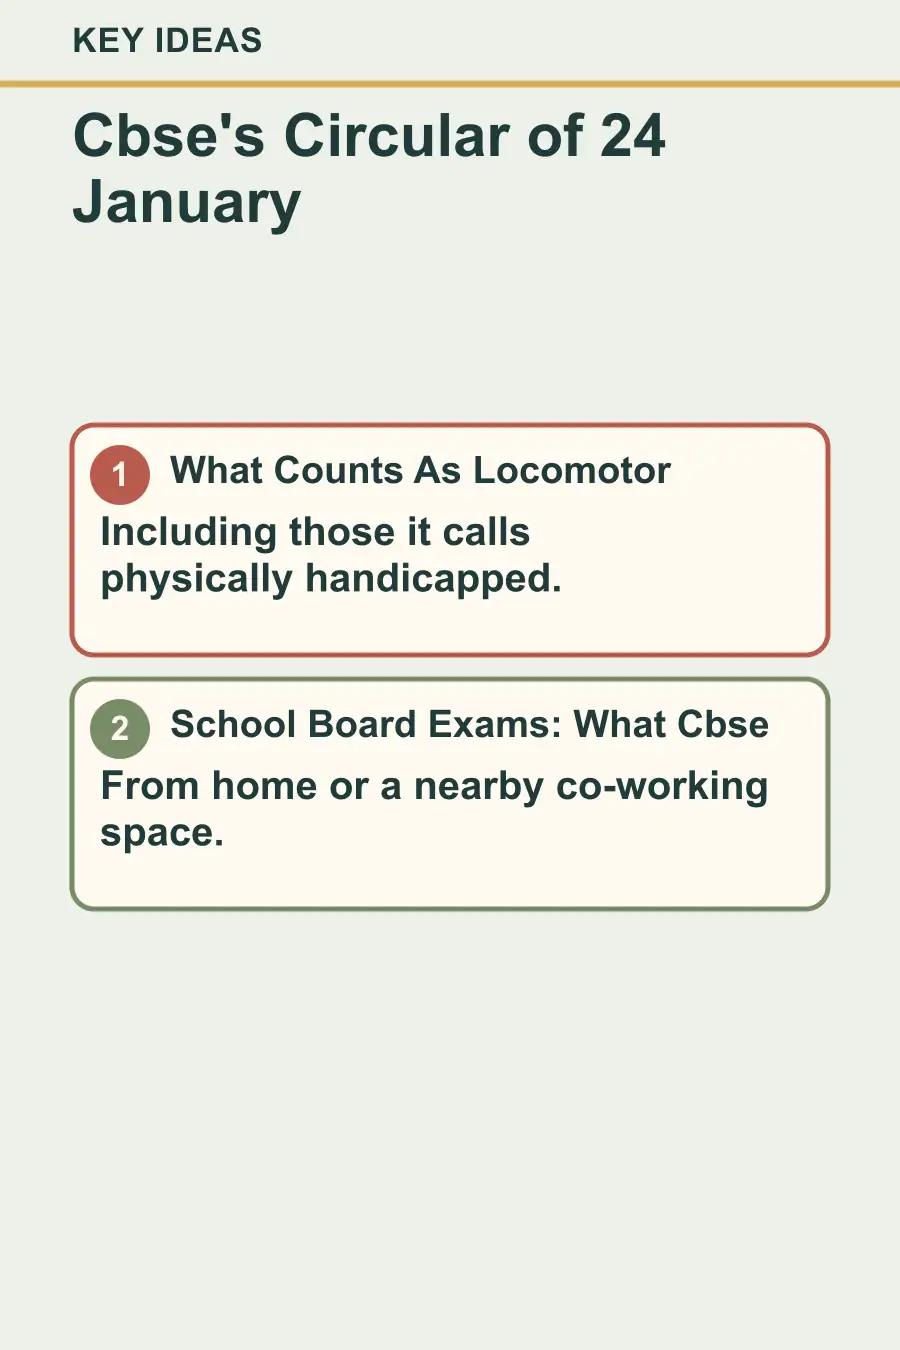 KEY IDEAS
Cbse's Circular of 24
January
1 What Counts As Locomotor
Including those it calls
physically handicapped.
2 School Board Exams: What Cbse
From home or a nearby co-working
space.